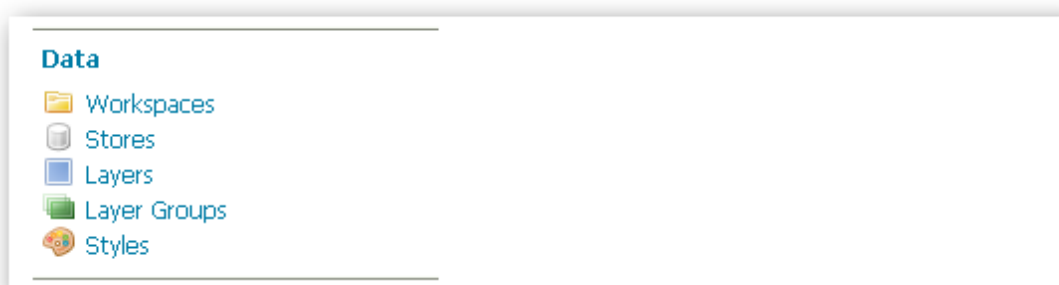 Data
Workspaces
Stores
Layers
Layer Groups
Styles